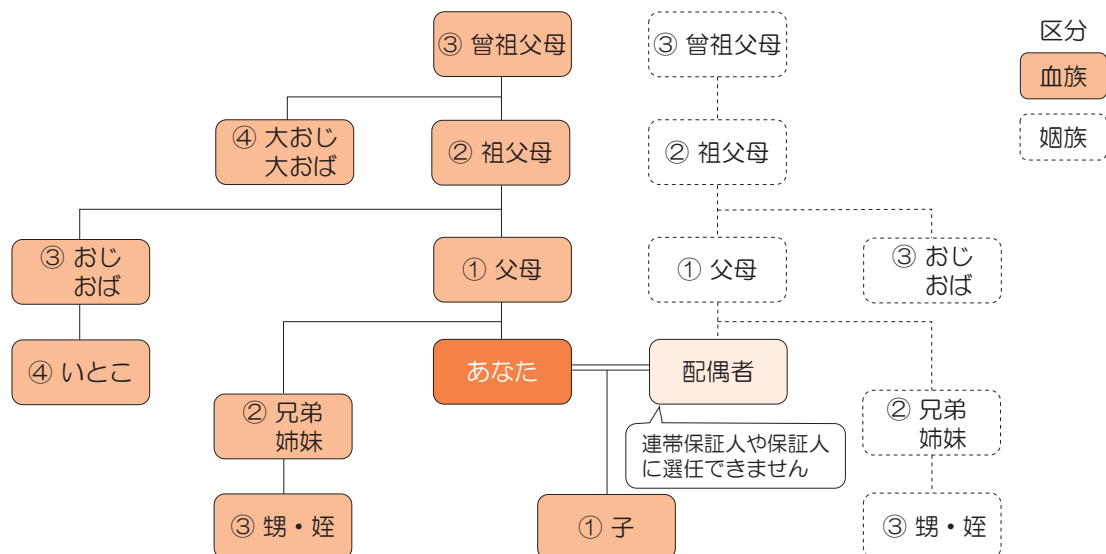 ③ 曾祖父母
③ 曾祖父母
区分
血族
④ 大おじ
大おば
② 祖父母
② 祖父母
姻族
③ おじ
おば
① 父母
① 父母
③ おじ
おば
④ いとこ
あなた
配偶者
② 兄弟
姉妹
連帯保証人や保証人
に選任できません
② 兄弟
姉妹
③ 甥・姪
① 子
③ 甥・姪